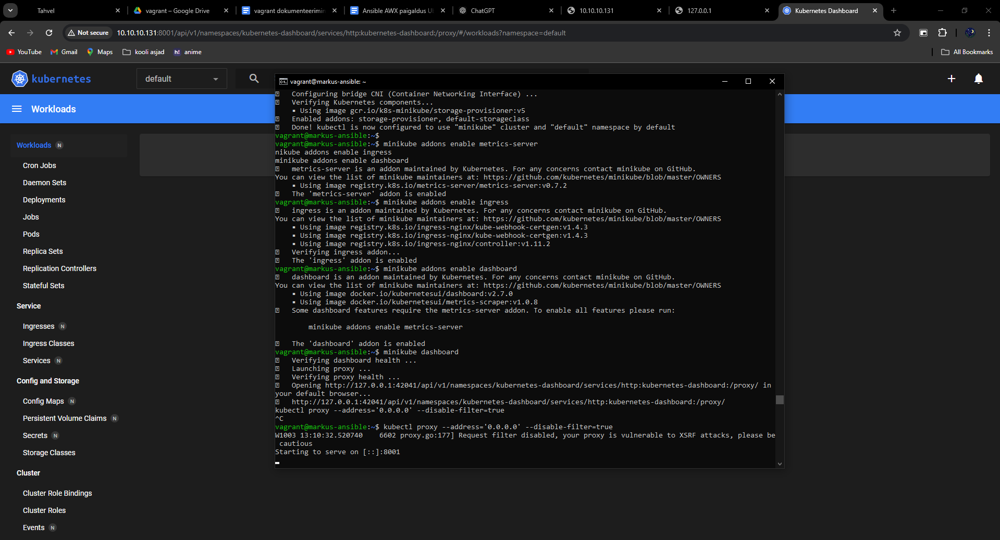 Tahvel
vagrant – Google Drive
vagrant dokumenteerimin
Ansible AWX paigaldus U
ChatGPT
10.10.10.131
127.0.0.1
Kubernetes Dashboard
Not secure
10.10.10.131:8001/api/v1/namespaces/kubernetes-dashboard/services/http:kubernetes-dashboard:/proxy/#/workloads?namespace=default
YouTube
Gmail
Maps
kooli asjad
h!
anime
All Bookmarks
kubernetes
default
Workloads
Workloads N
Cron Jobs
Daemon Sets
Deployments
Jobs
Pods
Replica Sets
Replication Controllers
Stateful Sets
Service
Ingresses N
Ingress Classes
Services N
Config and Storage
Config Maps N
Persistent Volume Claims N
Secrets N
Storage Classes
Cluster
Cluster Role Bindings
Cluster Roles
Events N
vagrant@markus-ansible: ~
Configuring bridge CNI (Container Networking Interface) ...
Verifying Kubernetes components...
▪ Using image gcr.io/k8s-minikube/storage-provisioner:v5
Enabled addons: storage-provisioner, default-storageclass
Done! kubectl is now configured to use "minikube" cluster and "default" namespace by default
vagrant@markus-ansible:~$
vagrant@markus-ansible:~$ minikube addons enable metrics-server
nikube addons enable ingress
minikube addons enable dashboard
metrics-server is an addon maintained by Kubernetes. For any concerns contact minikube on GitHub.
You can view the list of minikube maintainers at: https://github.com/kubernetes/minikube/blob/master/OWNERS
▪ Using image registry.k8s.io/metrics-server/metrics-server:v0.7.2
The 'metrics-server' addon is enabled
vagrant@markus-ansible:~$ minikube addons enable ingress
ingress is an addon maintained by Kubernetes. For any concerns contact minikube on GitHub.
You can view the list of minikube maintainers at: https://github.com/kubernetes/minikube/blob/master/OWNERS
▪ Using image registry.k8s.io/ingress-nginx/kube-webhook-certgen:v1.4.3
▪ Using image registry.k8s.io/ingress-nginx/kube-webhook-certgen:v1.4.3
▪ Using image registry.k8s.io/ingress-nginx/controller:v1.11.2
Verifying ingress addon...
The 'ingress' addon is enabled
vagrant@markus-ansible:~$ minikube addons enable dashboard
dashboard is an addon maintained by Kubernetes. For any concerns contact minikube on GitHub.
You can view the list of minikube maintainers at: https://github.com/kubernetes/minikube/blob/master/OWNERS
▪ Using image docker.io/kubernetesui/dashboard:v2.7.0
▪ Using image docker.io/kubernetesui/metrics-scraper:v1.0.8
Some dashboard features require the metrics-server addon. To enable all features please run:
minikube addons enable metrics-server
The 'dashboard' addon is enabled
vagrant@markus-ansible:~$ minikube dashboard
Verifying dashboard health ...
Launching proxy ...
Verifying proxy health ...
Opening http://127.0.0.1:42041/api/v1/namespaces/kubernetes-dashboard/services/http:kubernetes-dashboard:/proxy/ in
your default browser...
http://127.0.0.1:42041/api/v1/namespaces/kubernetes-dashboard/services/http:kubernetes-dashboard:/proxy/
kubectl proxy --address='0.0.0.0' --disable-filter=true
^C
vagrant@markus-ansible:~$ kubectl proxy --address='0.0.0.0' --disable-filter=true
W1003 13:10:32.520740    6602 proxy.go:177] Request filter disabled, your proxy is vulnerable to XSRF attacks, please be
cautious
Starting to serve on [::]:8001